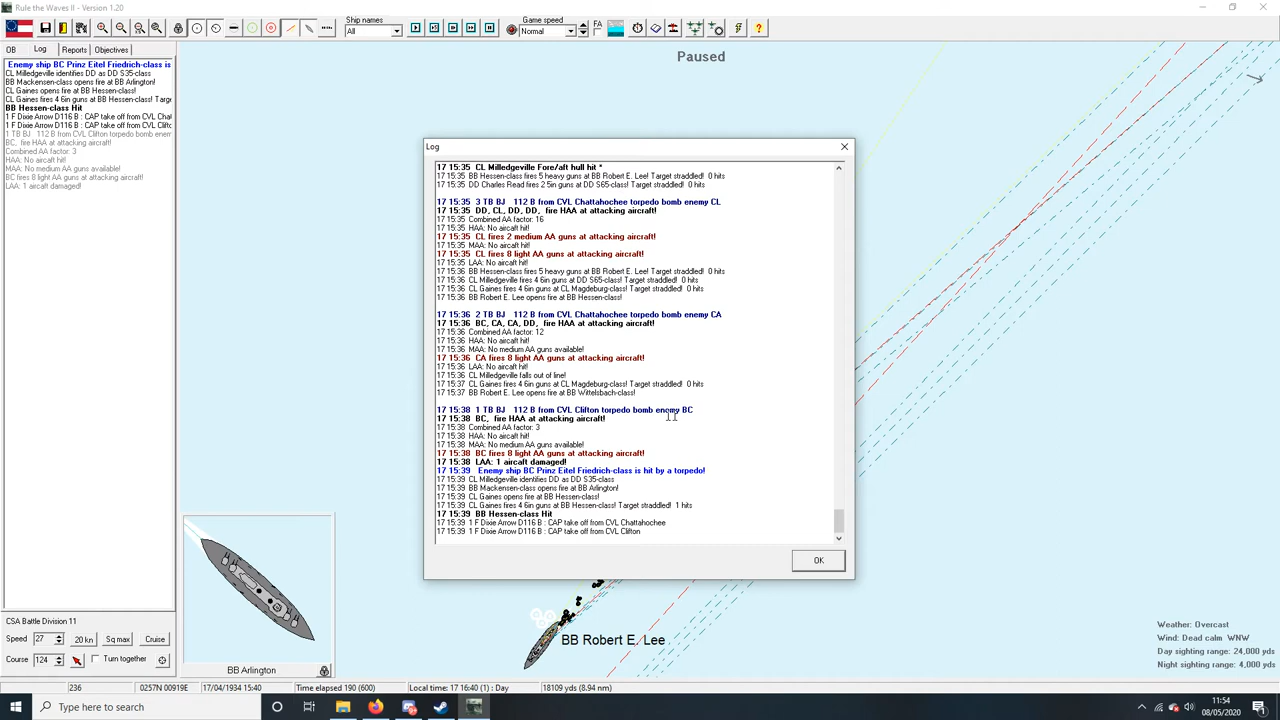 Rule the Waves II - Version 1.20
Ship names
All
Game speed
Normal
FA
OB
Log
Reports
Objectives
Paused
Enemy ship BC Prinz Eitel Friedrich-class is
CL Milledgeville identifies DD as DD S35-class
BB Mackensen-class opens fire at BB Arlington!
CL Gaines opens fire at BB Hessen-class!
CL Gaines fires 4 6in guns at BB Hessen-class! Targe
BB Hessen-class Hit
1 F Dixie Arrow D116 B : CAP take off from CVL Chat
1 F Dixie Arrow D116 B : CAP take off from CVL Clifto
1 TB BJ 112 B from CVL Clifton torpedo bomb enem
BC, fire HAA at attacking aircraft!
Combined AA factor: 3
HAA: No aircaft hit!
MAA: No medium AA guns available!
BC fires 8 light AA guns at attacking aircraft!
LAA: 1 aircaft damaged!
Log
17 15:35 CL Milledgeville Fore/aft hull hit *
17 15:35 BB Hessen-class fires 5 heavy guns at BB Robert E. Lee! Target straddled! 0 hits
17 15:35 DD Charles Read fires 2 5in guns at DD S65-class! Target straddled! 0 hits
17 15:35 3 TB BJ 112 B from CVL Chattahochee torpedo bomb enemy CL
17 15:35 DD, CL, DD, DD, fire HAA at attacking aircraft!
17 15:35 Combined AA factor: 16
17 15:35 HAA: No aircaft hit!
17 15:35 CL fires 2 medium AA guns at attacking aircraft!
17 15:35 MAA: No aircaft hit!
17 15:35 CL fires 8 light AA guns at attacking aircraft!
17 15:35 LAA: No aircaft hit!
17 15:36 BB Hessen-class fires 5 heavy guns at BB Robert E. Lee! Target straddled! 0 hits
17 15:36 CL Milledgeville fires 4 6in guns at DD S65-class! Target straddled! 0 hits
17 15:36 CL Gaines fires 4 6in guns at CL Magdeburg-class! Target straddled! 0 hits
17 15:36 BB Robert E. Lee opens fire at BB Hessen-class!
17 15:36 2 TB BJ 112 B from CVL Chattahochee torpedo bomb enemy CA
17 15:36 BC, CA, CA, DD, fire HAA at attacking aircraft!
17 15:36 Combined AA factor: 12
17 15:36 HAA: No aircaft hit!
17 15:36 MAA: No medium AA guns available!
17 15:36 CA fires 8 light AA guns at attacking aircraft!
17 15:36 LAA: No aircaft hit!
17 15:36 CL Milledgeville falls out of line!
17 15:37 CL Gaines fires 4 6in guns at CL Magdeburg-class! Target straddled! 0 hits
17 15:37 BB Robert E. Lee opens fire at BB Wittelsbach-class!
17 15:38 1 TB BJ 112 B from CVL Clifton torpedo bomb enemy BC
17 15:38 BC, fire HAA at attacking aircraft!
17 15:38 Combined AA factor: 3
17 15:38 HAA: No aircaft hit!
17 15:38 MAA: No medium AA guns available!
17 15:38 BC fires 8 light AA guns at attacking aircraft!
17 15:38 LAA: 1 aircaft damaged!
17 15:39 Enemy ship BC Prinz Eitel Friedrich-class is hit by a torpedo!
17 15:39 CL Milledgeville identifies DD as DD S35-class
17 15:39 BB Mackensen-class opens fire at BB Arlington!
17 15:39 CL Gaines opens fire at BB Hessen-class!
17 15:39 CL Gaines fires 4 6in guns at BB Hessen-class! Target straddled! 1 hits
17 15:39 BB Hessen-class Hit
17 15:39 1 F Dixie Arrow D116 B : CAP take off from CVL Chattahochee
17 15:39 1 F Dixie Arrow D116 B : CAP take off from CVL Clifton
OK
CSA Battle Division 11
Speed 27 20 kn Sq max Cruise
Course 124 Turn together
BB Arlington
BB Robert E. Lee
Weather: Overcast
Wind: Dead calm WNW
Day sighting range: 24,000 yds
Night sighting range: 4,000 yds
236
0257N 00919E
17/04/1934 15:40
Time elapsed 190 (600)
Local time: 17 16:40 (1) : Day
18109 yds (8.94 nm)
Type here to search
11:54
08/05/2020